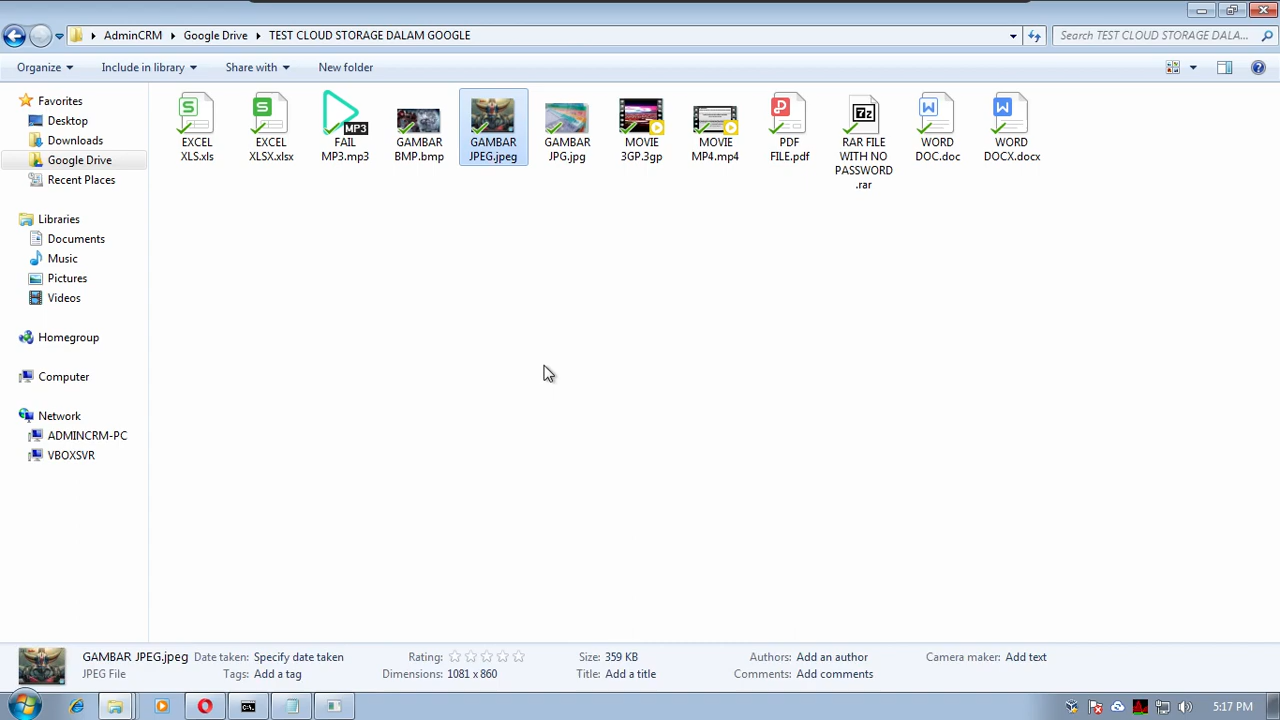 AdminCRM Google Drive TEST CLOUD STORAGE DALAM GOOGLE
Search TEST CLOUD STORAGE DALA...
Organize Include in library Share with New folder
Favorites
Desktop
Downloads
Google Drive
Recent Places
Libraries
Documents
Music
Pictures
Videos
Homegroup
Computer
Network
ADMINCRM-PC
VBOXSVR
EXCEL
XLS.xls
EXCEL
XLSX.xlsx
MP3
FAIL
MP3.mp3
GAMBAR
BMP.bmp
GAMBAR
JPEG.jpeg
GAMBAR
JPG.jpg
MOVIE
3GP.3gp
MOVIE
MP4.mp4
PDF
FILE.pdf
7z
RAR FILE
WITH NO
PASSWORD
.rar
WORD
DOC.doc
WORD
DOCX.docx
GAMBAR JPEG.jpeg Date taken: Specify date taken Rating: Size: 359 KB Authors: Add an author Camera maker: Add text
JPEG File Tags: Add a tag Dimensions: 1081 x 860 Title: Add a title Comments: Add comments
5:17 PM